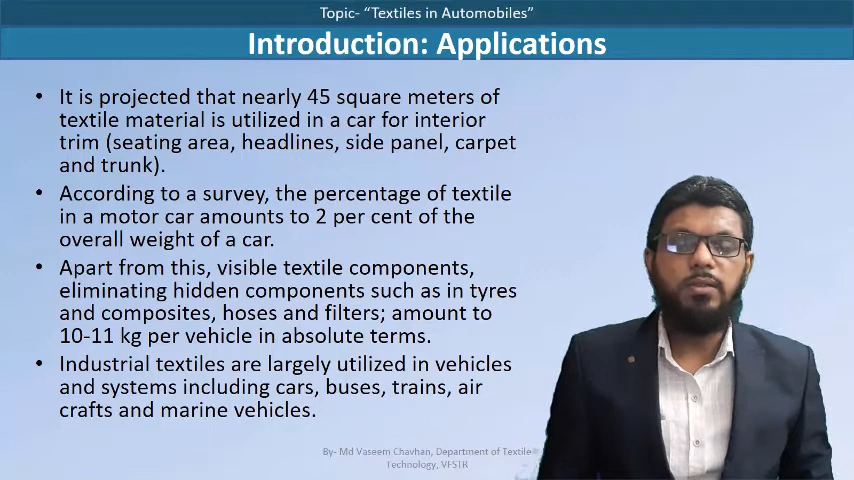 Topic- “Textiles in Automobiles”
Introduction: Applications
• It is projected that nearly 45 square meters of
textile material is utilized in a car for interior
trim (seating area, headlines, side panel, carpet
and trunk).
• According to a survey, the percentage of textile
in a motor car amounts to 2 per cent of the
overall weight of a car.
• Apart from this, visible textile components,
eliminating hidden components such as in tyres
and composites, hoses and filters; amount to
10-11 kg per vehicle in absolute terms.
• Industrial textiles are largely utilized in vehicles
and systems including cars, buses, trains, air
crafts and marine vehicles.
By- Md Vaseem Chavhan, Department of Textile
Technology, VFSTR